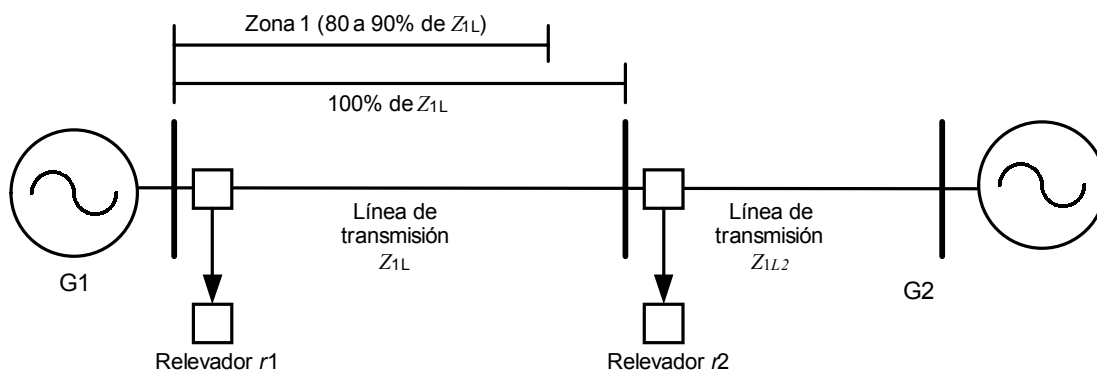 Zona 1 (80 a 90% de Z1L)
100% de Z1L
Línea de
transmisión
Z1L
Línea de
transmisión
Z1L2
G1
G2
Relevador r1
Relevador r2